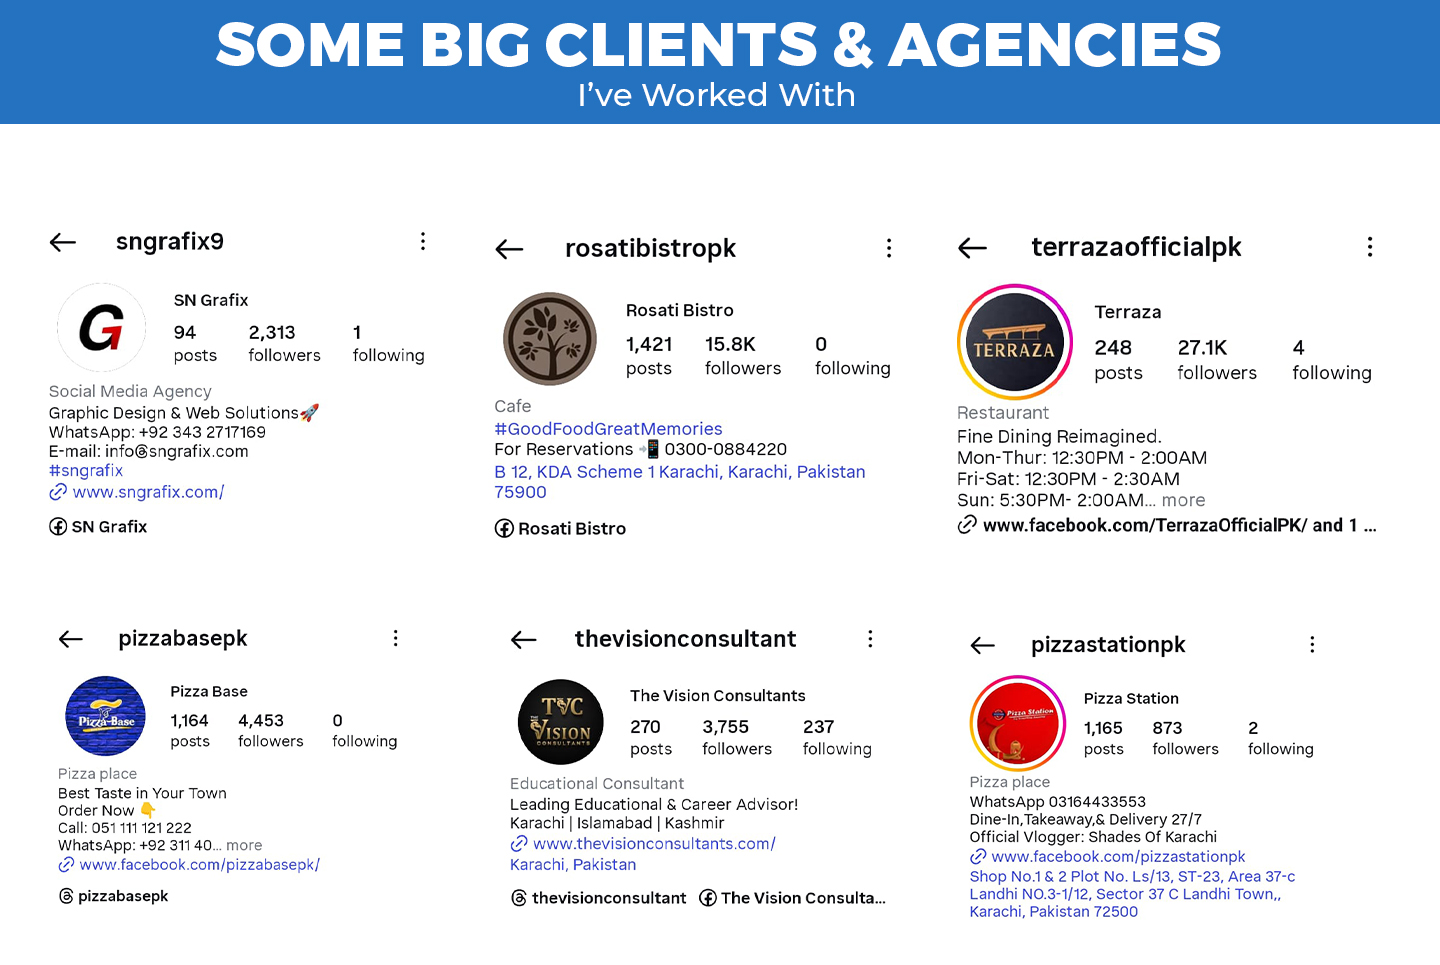 SOME BIG CLIENTS & AGENCIES
I've Worked With
sngrafix9
G
SN Grafix
94 2,313 1
posts followers following
Social Media Agency
Graphic Design & Web Solutions🚀
WhatsApp: +92 343 2717169
E-mail: info@sngrafix.com
#sngrafix
www.sngrafix.com/
SN Grafix
rosatibistropk
Rosati Bistro
1,421 15.8K 0
posts followers following
Cafe
#GoodFoodGreatMemories
For Reservations 📲 0300-0884220
B 12, KDA Scheme 1 Karachi, Karachi, Pakistan
75900
Rosati Bistro
terrazaofficialpk
TERRAZA
Terraza
248 27.1K 4
posts followers following
Restaurant
Fine Dining Reimagined.
Mon-Thur: 12:30PM - 2:00AM
Fri-Sat: 12:30PM - 2:30AM
Sun: 5:30PM- 2:00AM... more
www.facebook.com/TerrazaOfficialPK/ and 1 ...
pizzabasepk
Pizza Base
Pizza Base
1,164 4,453 0
posts followers following
Pizza place
Best Taste in Your Town
Order Now 👇
Call: 051 111 121 222
WhatsApp: +92 311 40... more
www.facebook.com/pizzabasepk/
pizzabasepk
thevisionconsultant
TVC
THE VISION
CONSULTANTS
The Vision Consultants
270 3,755 237
posts followers following
Educational Consultant
Leading Educational & Career Advisor!
Karachi | Islamabad | Kashmir
www.thevisionconsultants.com/
Karachi, Pakistan
thevisionconsultant The Vision Consulta...
pizzastationpk
Pizza Station
Pizza Station
1,165 873 2
posts followers following
Pizza place
WhatsApp 03164433553
Dine-In,Takeaway,& Delivery 27/7
Official Vlogger: Shades Of Karachi
www.facebook.com/pizzastationpk
Shop No.1 & 2 Plot No. Ls/13, ST-23, Area 37-c
Landhi NO.3-1/12, Sector 37 C Landhi Town,,
Karachi, Pakistan 72500